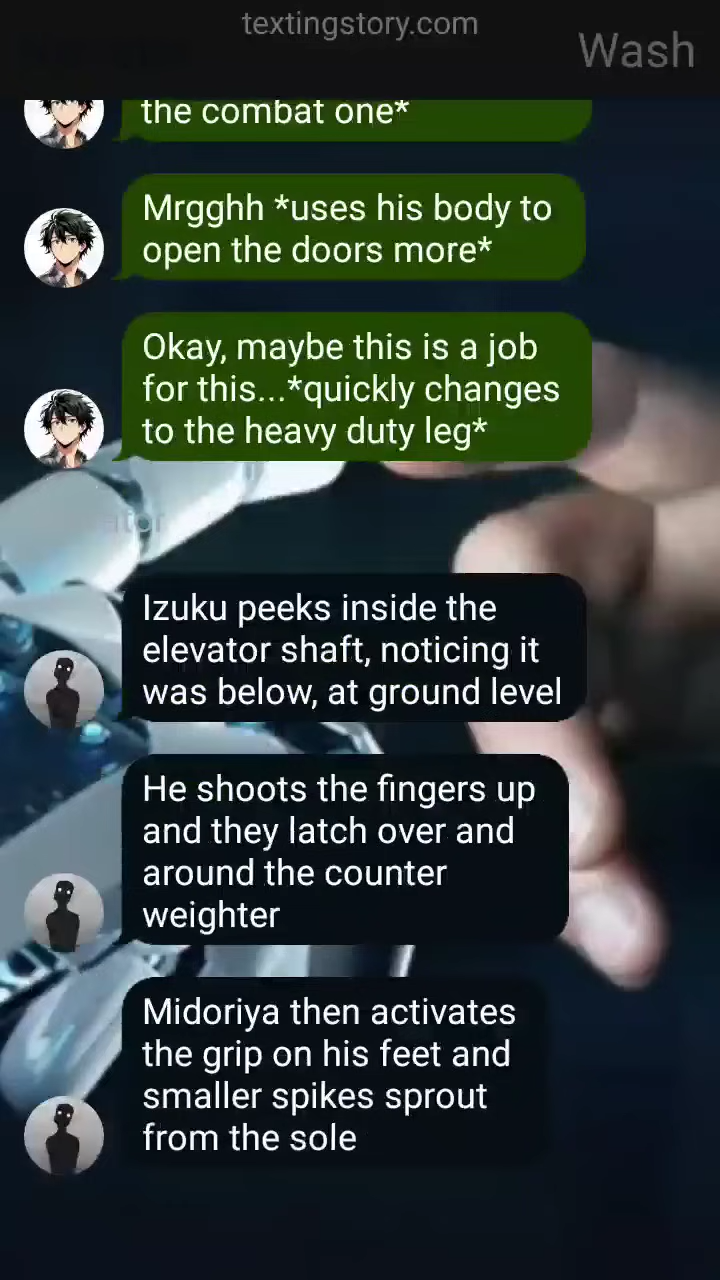 textingstory.com
Wash
the combat one*
Mrgghh *uses his body to
open the doors more*
Okay, maybe this is a job
for this...*quickly changes
to the heavy duty leg*
Izuku peeks inside the
elevator shaft, noticing it
was below, at ground level
He shoots the fingers up
and they latch over and
around the counter
weighter
Midoriya then activates
the grip on his feet and
smaller spikes sprout
from the sole